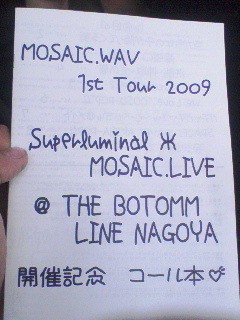 MOSAIC.WAV
1st Tour 2009
Superluminal Ж
MOSAIC.LIVE
@ THE BOTOMM
LINE NAGOYA
開催記念 コール本♡